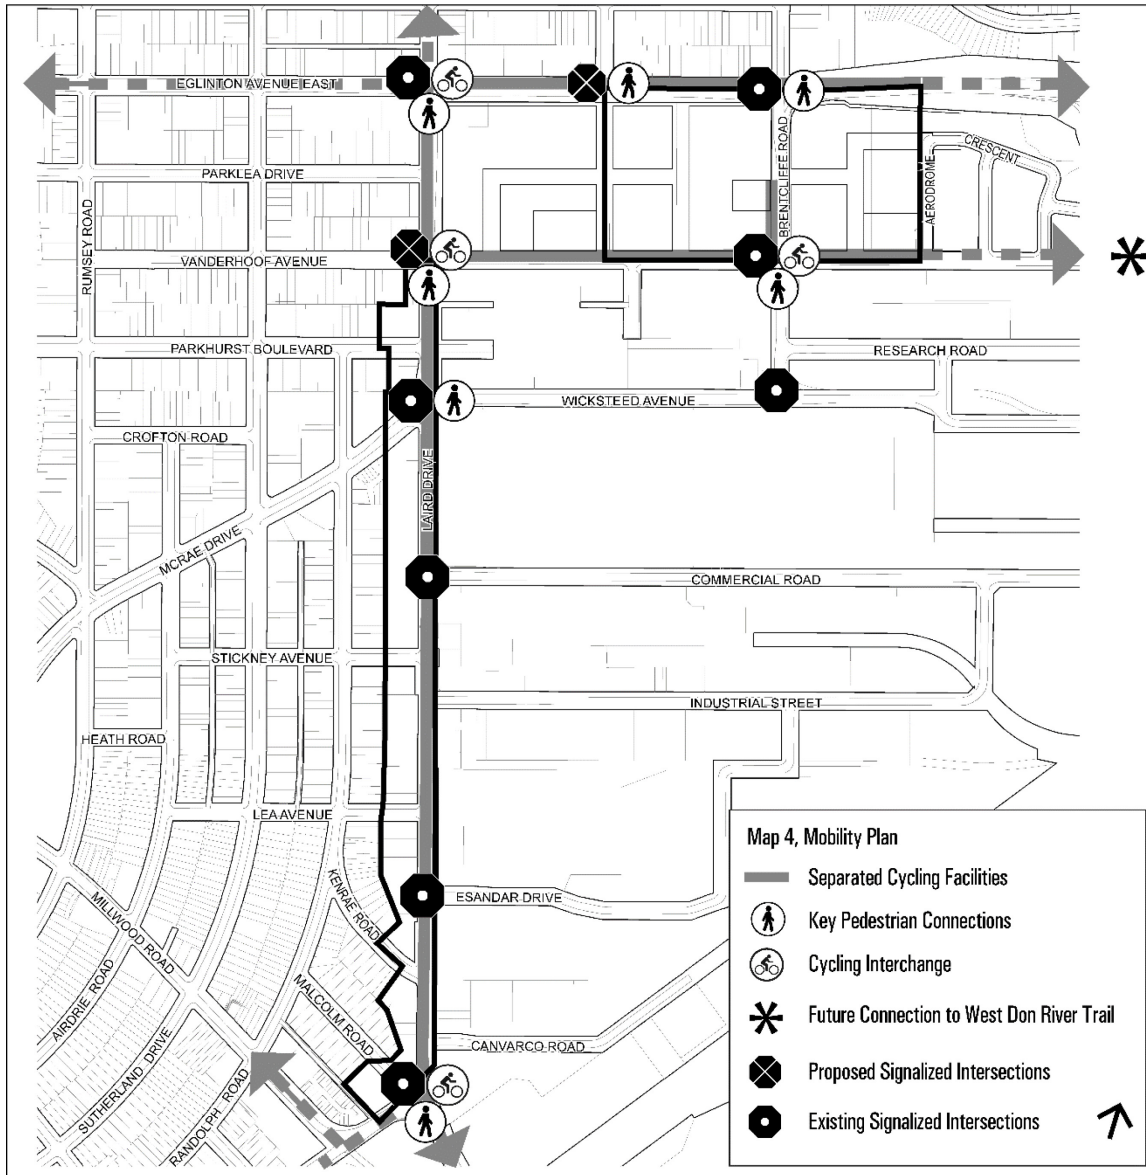 EGLINTON AVENUE EAST
BRENTCLIFFE ROAD
CRESCENT
AERODROME
PARKLEA DRIVE
RUMSEY ROAD
VANDERHOOF AVENUE
PARKHURST BOULEVARD
RESEARCH ROAD
WICKSTEED AVENUE
CROFTON ROAD
LAIRD DRIVE
MCRAE DRIVE
COMMERCIAL ROAD
STICKNEY AVENUE
INDUSTRIAL STREET
HEATH ROAD
LEA AVENUE
KENRAE ROAD
ESANDAR DRIVE
MILLWOOD ROAD
AIRDRIE ROAD
MALCOLM ROAD
SUTHERLAND DRIVE
CANVARCO ROAD
RANDOLPH ROAD
Map 4, Mobility Plan
Separated Cycling Facilities
Key Pedestrian Connections
Cycling Interchange
Future Connection to West Don River Trail
Proposed Signalized Intersections
Existing Signalized Intersections